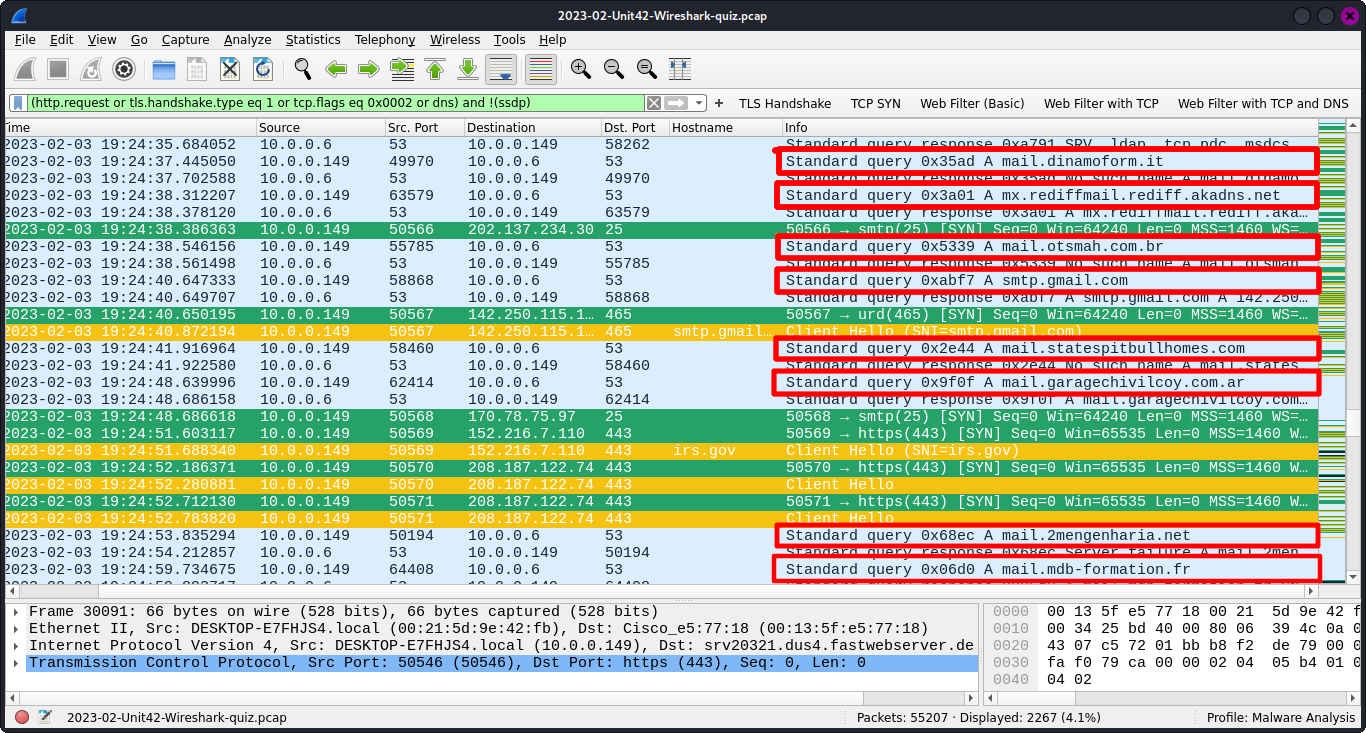 2023-02-Unit42-Wireshark-quiz.pcap
File Edit View Go Capture Analyze Statistics Telephony Wireless Tools Help
(http.request or tls.handshake.type eq 1 or tcp.flags eq 0x0002 or dns) and !(ssdp) + TLS Handshake TCP SYN Web Filter (Basic) Web Filter with TCP Web Filter with TCP and DNS
Time Source Src. Port Destination Dst. Port Hostname Info
2023-02-03 19:24:35.684052 10.0.0.6 53 10.0.0.149 58262 Standard query response 0xa791 SRV _ldap._tcp.pdc._msdcs.
2023-02-03 19:24:37.445050 10.0.0.149 49970 10.0.0.6 53 Standard query 0x35ad A mail.dinamoform.it
2023-02-03 19:24:37.702588 10.0.0.6 53 10.0.0.149 49970 Standard query response 0x35ad No such name A mail.dinamo…
2023-02-03 19:24:38.312207 10.0.0.149 63579 10.0.0.6 53 Standard query 0x3a01 A mx.rediffmail.rediff.akadns.net
2023-02-03 19:24:38.378120 10.0.0.6 53 10.0.0.149 63579 Standard query response 0x3a01 A mx.rediffmail.rediff.aka…
2023-02-03 19:24:38.386363 10.0.0.149 50566 202.137.234.30 25 50566 → smtp(25) [SYN] Seq=0 Win=64240 Len=0 MSS=1460 WS=…
2023-02-03 19:24:38.546156 10.0.0.149 55785 10.0.0.6 53 Standard query 0x5339 A mail.otsmah.com.br
2023-02-03 19:24:38.561498 10.0.0.6 53 10.0.0.149 55785 Standard query response 0x5339 No such name A mail.otsmah…
2023-02-03 19:24:40.647333 10.0.0.149 58868 10.0.0.6 53 Standard query 0xabf7 A smtp.gmail.com
2023-02-03 19:24:40.649707 10.0.0.6 53 10.0.0.149 58868 Standard query response 0xabf7 A smtp.gmail.com A 142.250…
2023-02-03 19:24:40.650195 10.0.0.149 50567 142.250.115.1… 465 50567 → urd(465) [SYN] Seq=0 Win=64240 Len=0 MSS=1460 WS=…
2023-02-03 19:24:40.872194 10.0.0.149 50567 142.250.115.1… 465 smtp.gmail… Client Hello (SNI=smtp.gmail.com)
2023-02-03 19:24:41.916964 10.0.0.149 58460 10.0.0.6 53 Standard query 0x2e44 A mail.statespitbullhomes.com
2023-02-03 19:24:41.922580 10.0.0.6 53 10.0.0.149 58460 Standard query response 0x2e44 No such name A mail.states…
2023-02-03 19:24:48.639996 10.0.0.149 62414 10.0.0.6 53 Standard query 0x9f0f A mail.garagechivilcoy.com.ar
2023-02-03 19:24:48.686158 10.0.0.6 53 10.0.0.149 62414 Standard query response 0x9f0f A mail.garagechivilcoy.com…
2023-02-03 19:24:48.686618 10.0.0.149 50568 170.78.75.97 25 50568 → smtp(25) [SYN] Seq=0 Win=64240 Len=0 MSS=1460 WS=…
2023-02-03 19:24:51.603117 10.0.0.149 50569 152.216.7.110 443 50569 → https(443) [SYN] Seq=0 Win=65535 Len=0 MSS=1460 W…
2023-02-03 19:24:51.688340 10.0.0.149 50569 152.216.7.110 443 irs.gov Client Hello (SNI=irs.gov)
2023-02-03 19:24:52.186371 10.0.0.149 50570 208.187.122.74 443 50570 → https(443) [SYN] Seq=0 Win=65535 Len=0 MSS=1460 W…
2023-02-03 19:24:52.280881 10.0.0.149 50570 208.187.122.74 443 Client Hello
2023-02-03 19:24:52.712130 10.0.0.149 50571 208.187.122.74 443 50571 → https(443) [SYN] Seq=0 Win=65535 Len=0 MSS=1460 W…
2023-02-03 19:24:52.783820 10.0.0.149 50571 208.187.122.74 443 Client Hello
2023-02-03 19:24:53.835294 10.0.0.149 50194 10.0.0.6 53 Standard query 0x68ec A mail.2mengenharia.net
2023-02-03 19:24:54.212857 10.0.0.6 53 10.0.0.149 50194 Standard query response 0x68ec Server failure A mail.2men…
2023-02-03 19:24:59.734675 10.0.0.149 64408 10.0.0.6 53 Standard query 0x06d0 A mail.mdb-formation.fr
Frame 30091: 66 bytes on wire (528 bits), 66 bytes captured (528 bits)
Ethernet II, Src: DESKTOP-E7FHJS4.local (00:21:5d:9e:42:fb), Dst: Cisco_e5:77:18 (00:13:5f:e5:77:18)
Internet Protocol Version 4, Src: DESKTOP-E7FHJS4.local (10.0.0.149), Dst: srv20321.dus4.fastwebserver.de
Transmission Control Protocol, Src Port: 50546 (50546), Dst Port: https (443), Seq: 0, Len: 0
0000 00 13 5f e5 77 18 00 21 5d 9e 42 f
0010 00 34 25 bd 40 00 80 06 39 4c 0a 0
0020 43 07 c5 72 01 bb b8 f2 de 79 00 0
0030 fa f0 79 ca 00 00 02 04 05 b4 01 0
0040 04 02
2023-02-Unit42-Wireshark-quiz.pcap Packets: 55207 · Displayed: 2267 (4.1%) Profile: Malware Analysis